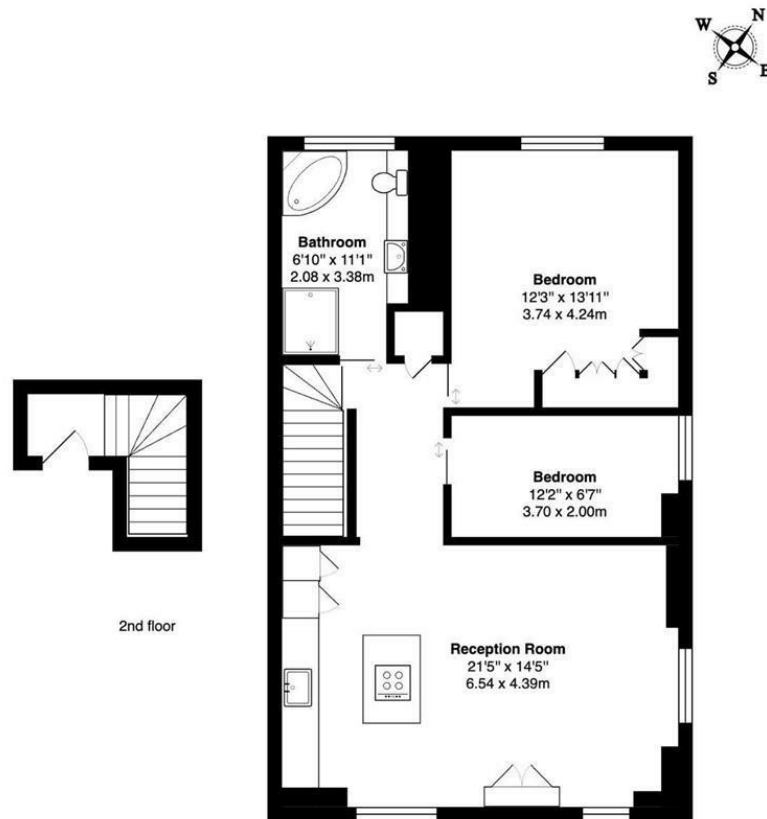 N
W
E
S
Bathroom
6'10" x 11'1"
2.08 x 3.38m
Bedroom
12'3" x 13'11"
3.74 x 4.24m
Bedroom
12'2" x 6'7"
3.70 x 2.00m
2nd floor
Reception Room
21'5" x 14'5"
6.54 x 4.39m